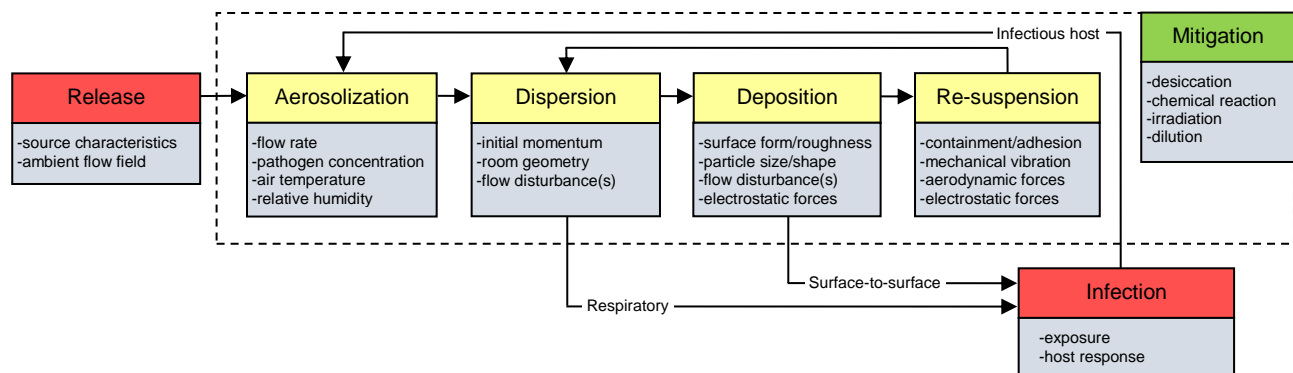 Infectious host
Mitigation
-desiccation
-chemical reaction
-irradiation
-dilution
Release
-source characteristics
-ambient flow field
Aerosolization
-flow rate
-pathogen concentration
-air temperature
-relative humidity
Dispersion
-initial momentum
-room geometry
-flow disturbance(s)
Deposition
-surface form/roughness
-particle size/shape
-flow disturbance(s)
-electrostatic forces
Re-suspension
-containment/adhesion
-mechanical vibration
-aerodynamic forces
-electrostatic forces
Surface-to-surface
Respiratory
Infection
-exposure
-host response